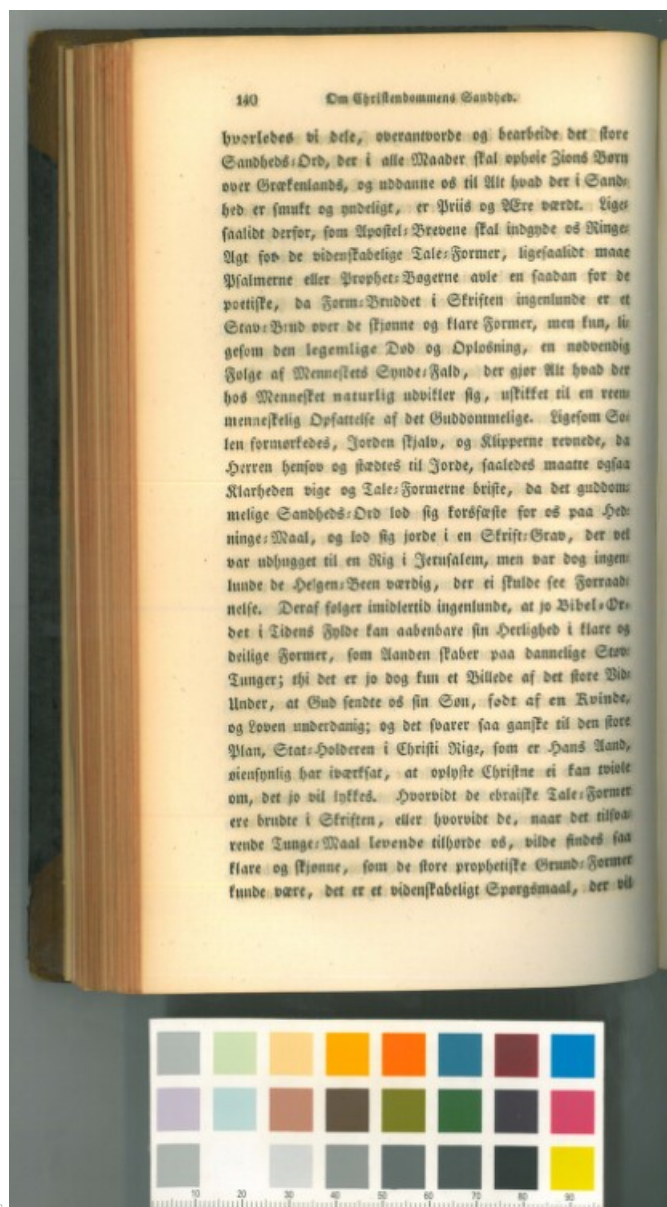 140 Om Christendommens Sandhed.
hvorledes vi dele, overantvorde og bearbeide det store
Sandheds-Ord, der i alle Maader skal ophøie Zions Børn
over Grækenlands, og uddanne os til Alt hvad der i Sand-
hed er smukt og yndeligt, er Priis og Ære værdt. Lige-
saalidt derfor, som Apostel-Brevene skal indgyde os Ringe-
Agt for de videnskabelige Tale-Former, ligesaalidt maae
Psalmerne eller Prophet-Bøgerne avle en saadan for de
poetiske, da Form-Bruddet i Skriften ingenlunde er et
Stav-Brud over de skjønne og klare Former, men kun, li-
gesom den legemlige Død og Opløsning, en nødvendig
Følge af Menneskets Synde-Fald, der gjør Alt hvad der
hos Mennesket naturlig udvikler sig, uskikket til en reen
menneskelig Opfattelse af det Guddommelige. Ligesom So-
len formørkedes, Jorden skjalv, og Klipperne revnede, da
Herren hensov og stædtes til Jorde, saaledes maatte ogsaa
Klarheden vige og Tale-Formerne briste, da det guddom-
melige Sandheds-Ord lod sig korsfæste for os paa Hed-
ninge-Maal, og lod sig jorde i en Skrift-Grav, der vel
var udhugget til en Rig i Jerusalem, men var dog ingen-
lunde de Helgen-Been værdig, der ei skulde see Forraad-
nelse. Deraf følger imidlertid ingenlunde, at jo Bibel-Or-
det i Tidens Fylde kan aabenbare sin Herlighed i klare og
deilige Former, som Aanden skaber paa dannelige Støv-
Tunger; thi det er jo dog kun et Billede af det store Vid-
Under, at Gud sendte os sin Søn, født af en Kvinde,
og Loven underdanig; og det svarer saa ganske til den store
Plan, Stat-Holderen i Christi Rige, som er Hans Aand,
øiensynlig har iværksat, at oplyste Christne ei kan tvivle
om, det jo vil lykkes. Hvorvidt de ebraiske Tale-Former
ere brudte i Skriften, eller hvorvidt de, naar det tilsva-
rende Tunge-Maal levende tilhørde os, vilde findes saa
klare og skjønne, som de store prophetiske Grund-Former
kunde være, det er et videnskabeligt Spørgsmaal, der vil
10 20 30 40 50 60 70 80 90